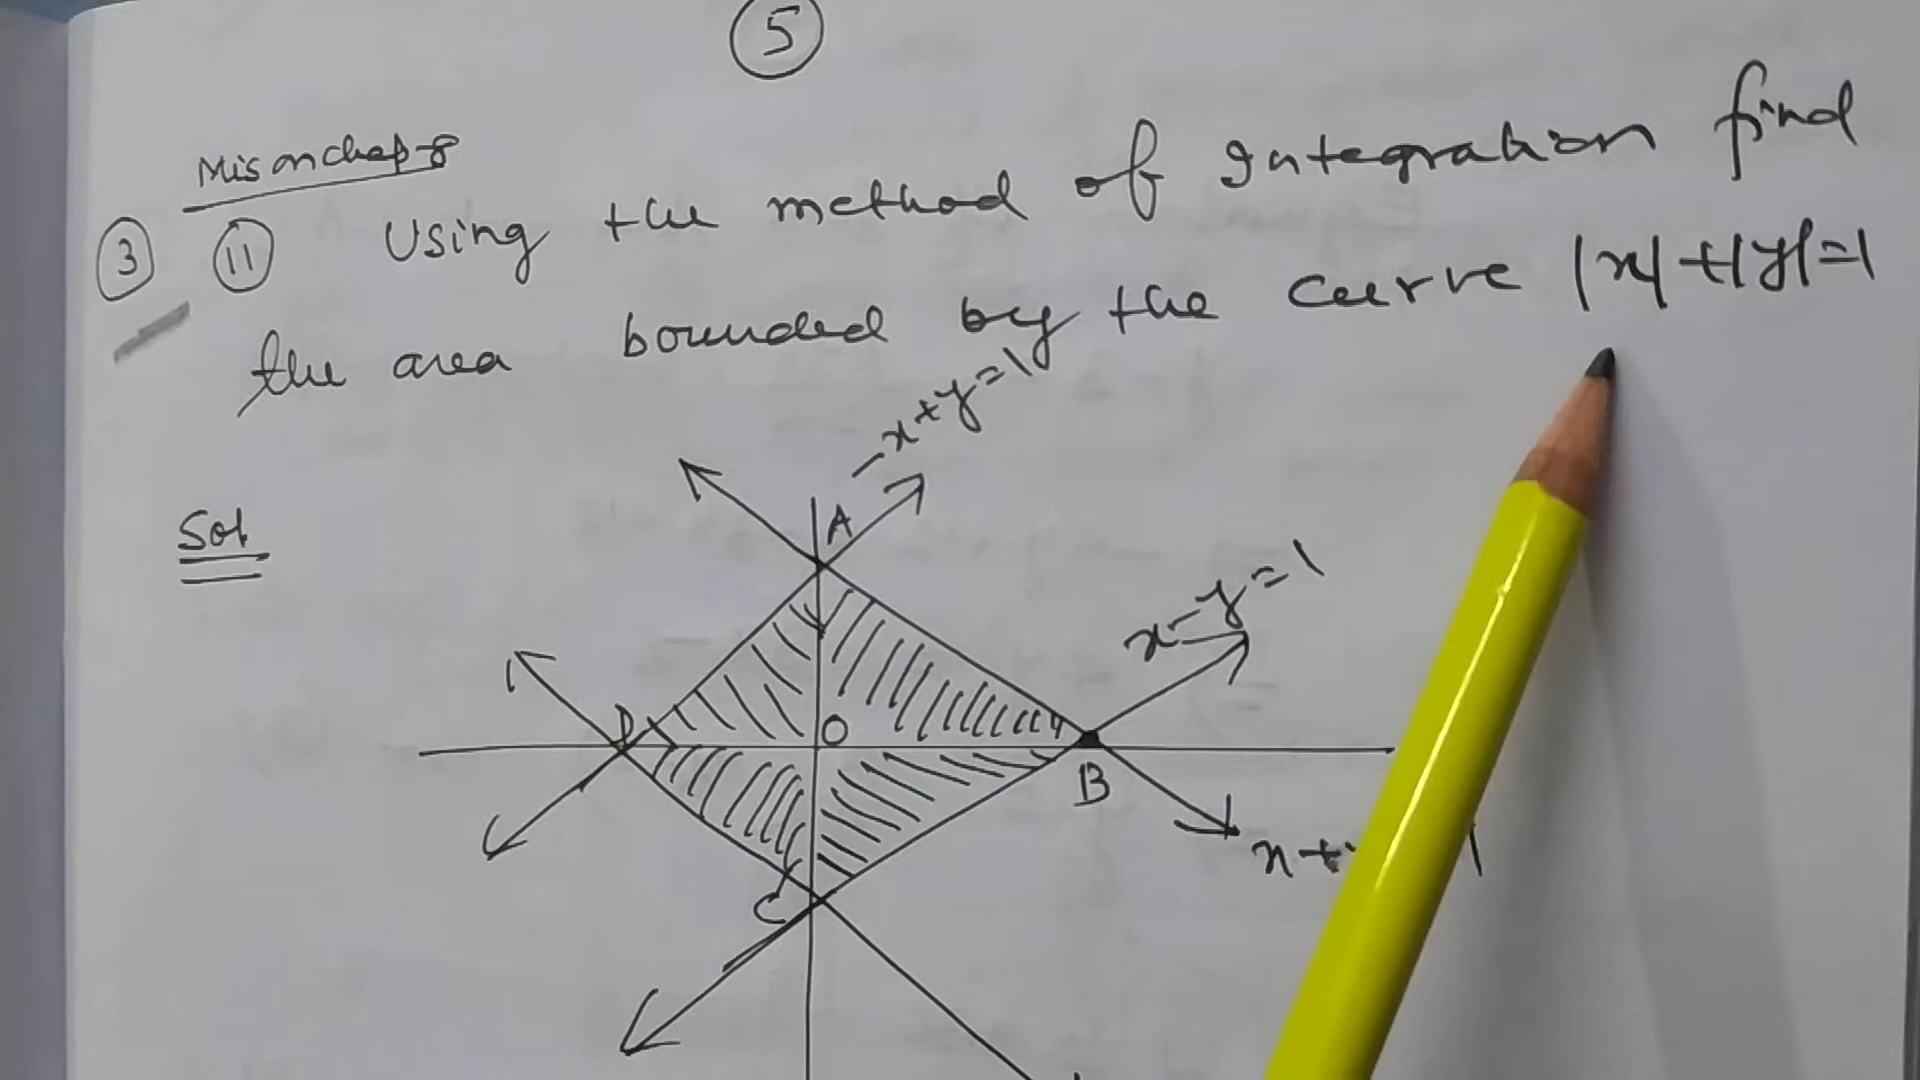 5
Mis on chap-8
3 11 Using the method of Integration find
the area bounded by the curve |x|+|y|=1
-x+y=1
Sol
A
x-y=1
D
O
B
C